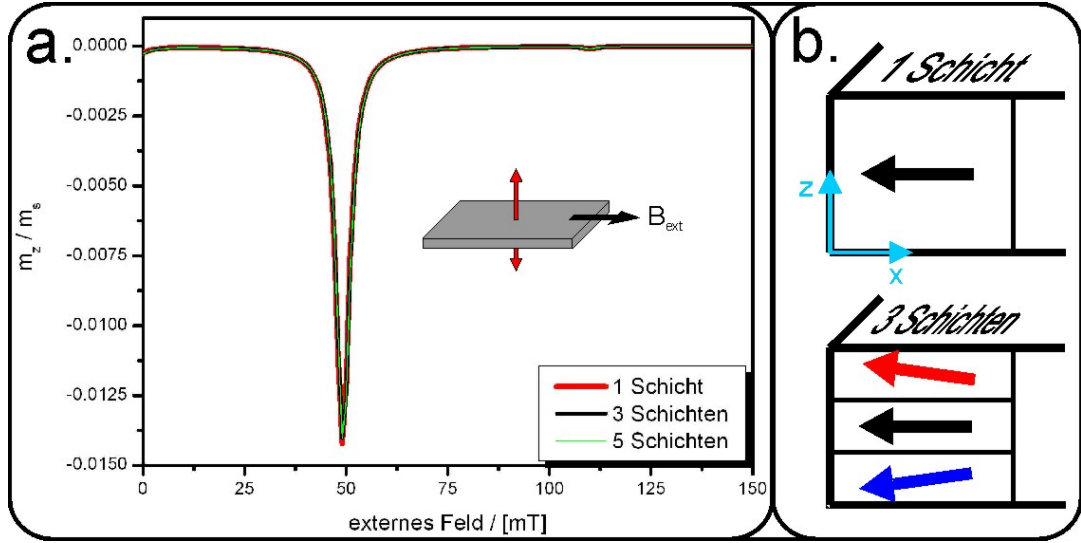 a.
0.0000
-0.0025
-0.0050
-0.0075
-0.0100
-0.0125
-0.0150
m_z / m_s
0 25 50 75 100 125 150
externes Feld / [mT]
B_ext
1 Schicht
3 Schichten
5 Schichten
b.
1 Schicht
z
x
3 Schichten